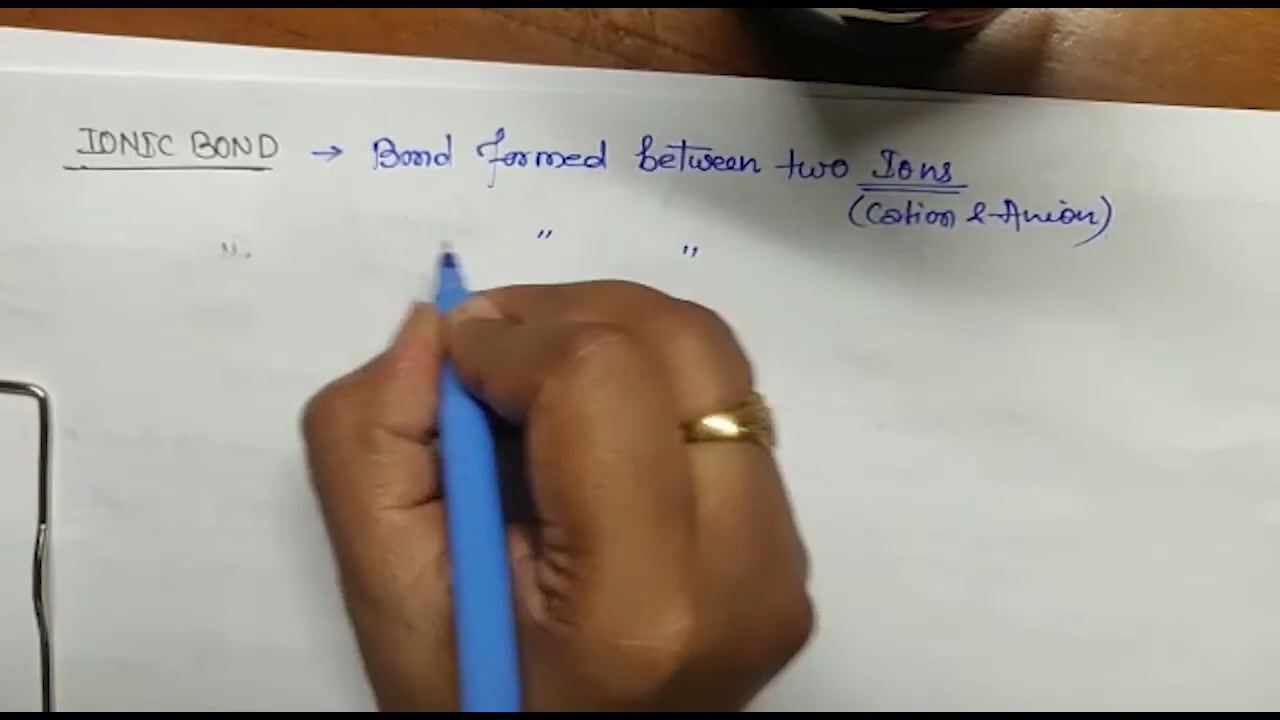 IONIC BOND → Bond formed between two Ions
(Cation & Anion)
" " "